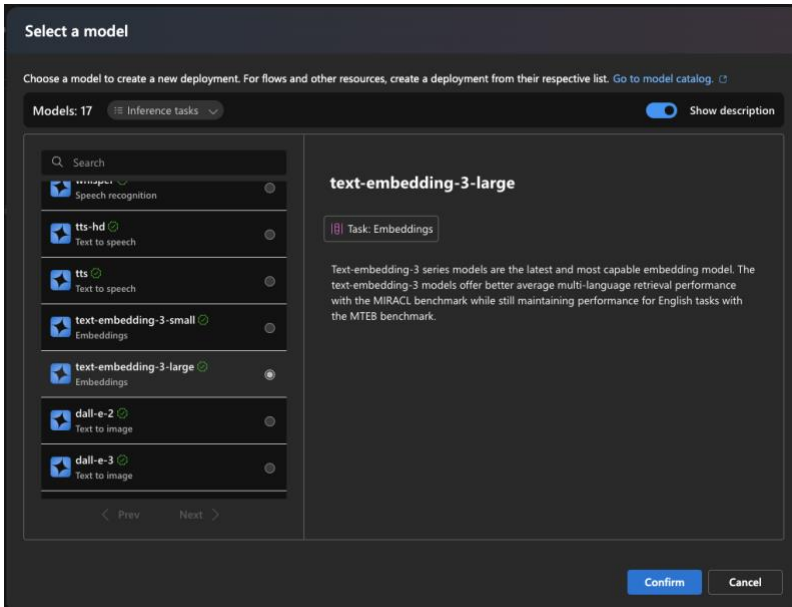 Select a model
Choose a model to create a new deployment. For flows and other resources, create a deployment from their respective list. Go to model catalog.
Models: 17
Inference tasks
Show description
Search
whisper
Speech recognition
tts-hd
Text to speech
tts
Text to speech
text-embedding-3-small
Embeddings
text-embedding-3-large
Embeddings
dall-e-2
Text to image
dall-e-3
Text to image
< Prev
Next >
text-embedding-3-large
Task: Embeddings
Text-embedding-3 series models are the latest and most capable embedding model. The
text-embedding-3 models offer better average multi-language retrieval performance
with the MIRACL benchmark while still maintaining performance for English tasks with
the MTEB benchmark.
Confirm
Cancel